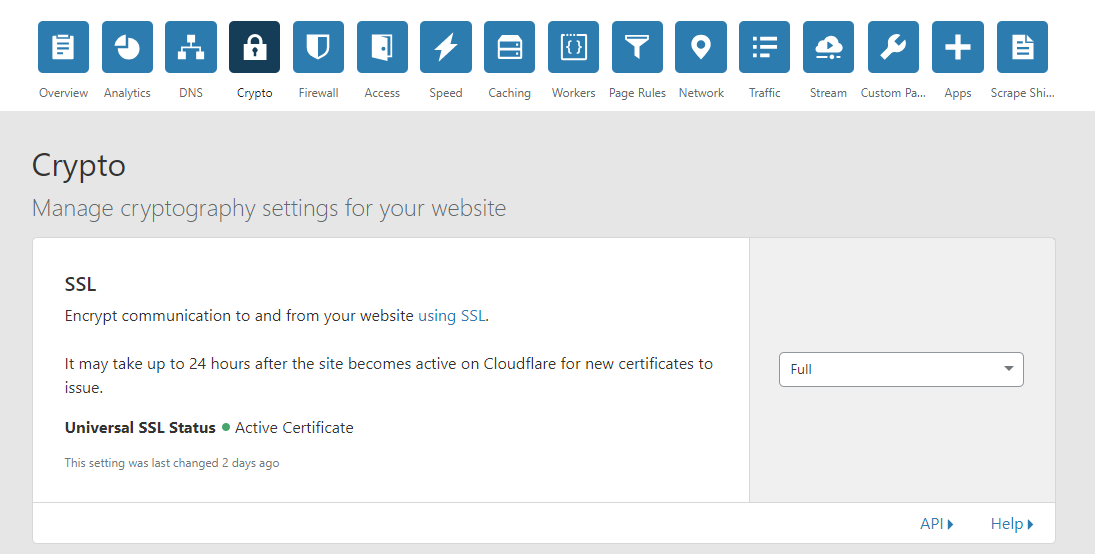 Overview Analytics DNS Crypto Firewall Access Speed Caching Workers Page Rules Network Traffic Stream Custom Pa... Apps Scrape Shi...
Crypto
Manage cryptography settings for your website
SSL
Encrypt communication to and from your website using SSL.
It may take up to 24 hours after the site becomes active on Cloudflare for new certificates to
issue.
Universal SSL Status Active Certificate
This setting was last changed 2 days ago
Full
API Help